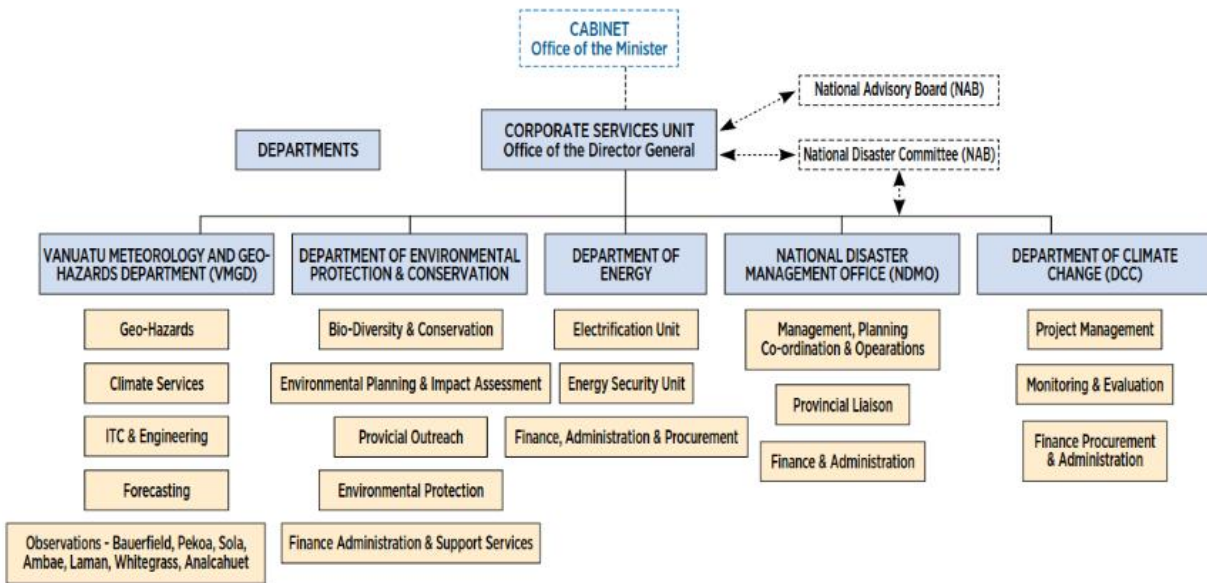 CABINET
Office of the Minister
National Advisory Board (NAB)
CORPORATE SERVICES UNIT
Office of the Director General
DEPARTMENTS
National Disaster Committee (NAB)
VANUATU METEOROLOGY AND GEO-
HAZARDS DEPARTMENT (VMGD)
Geo-Hazards
Climate Services
ITC & Engineering
Forecasting
Observations - Bauerfield, Pekoa, Sola,
Ambae, Laman, Whitegrass, Analcahuet
DEPARTMENT OF ENVIRONMENTAL
PROTECTION & CONSERVATION
Bio-Diversity & Conservation
Environmental Planning & Impact Assessment
Provicial Outreach
Environmental Protection
Finance Administration & Support Services
DEPARTMENT OF
ENERGY
Electrification Unit
Energy Security Unit
Finance, Administration & Procurement
NATIONAL DISASTER
MANAGEMENT OFFICE (NDMO)
Management, Planning
Co-ordination & Opearations
Provincial Liaison
Finance & Administration
DEPARTMENT OF CLIMATE
CHANGE (DCC)
Project Management
Monitoring & Evaluation
Finance Procurement
& Administration